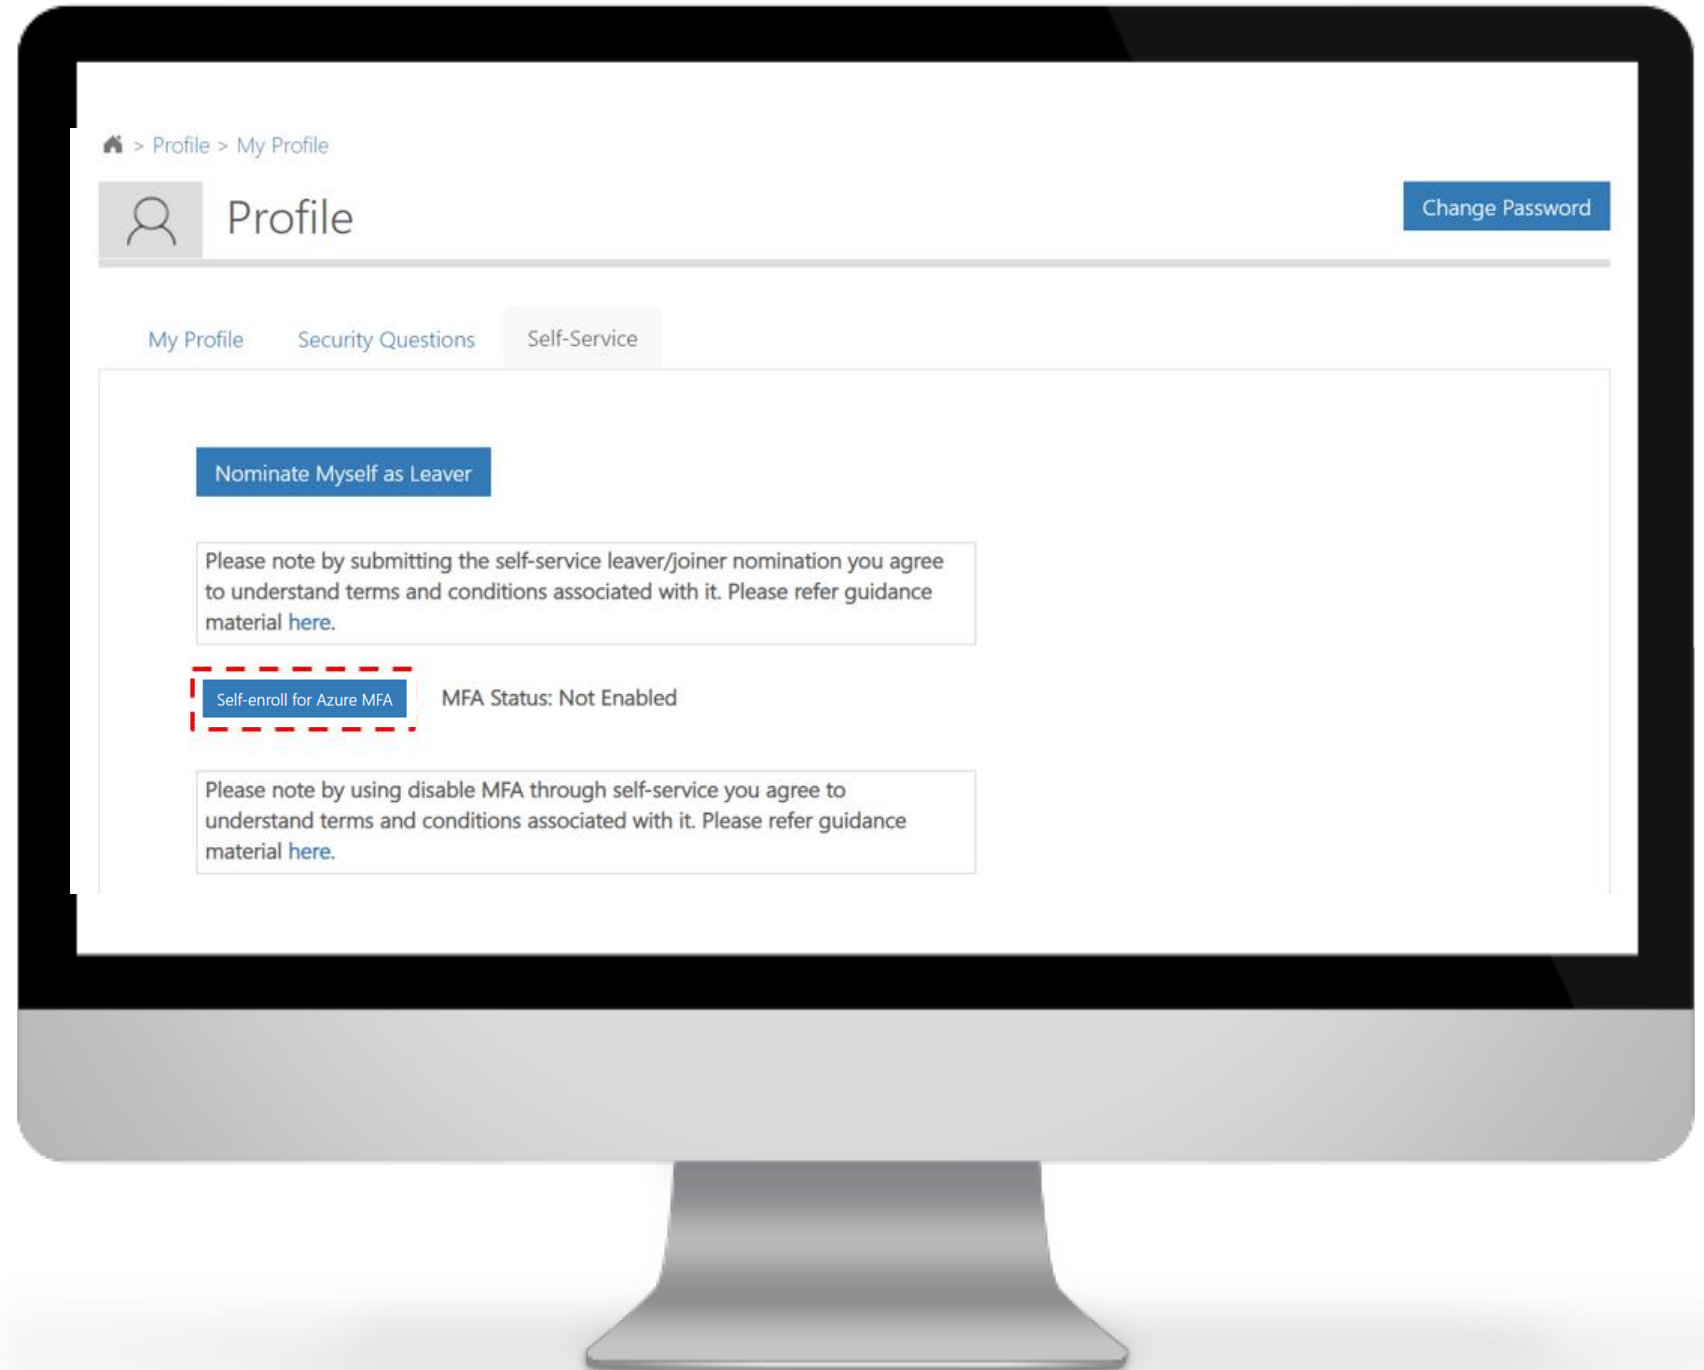 > Profile > My Profile
Profile
Change Password
My Profile
Security Questions
Self-Service
Nominate Myself as Leaver
Please note by submitting the self-service leaver/joiner nomination you agree
to understand terms and conditions associated with it. Please refer guidance
material here.
Self-enroll for Azure MFA
MFA Status: Not Enabled
Please note by using disable MFA through self-service you agree to
understand terms and conditions associated with it. Please refer guidance
material here.